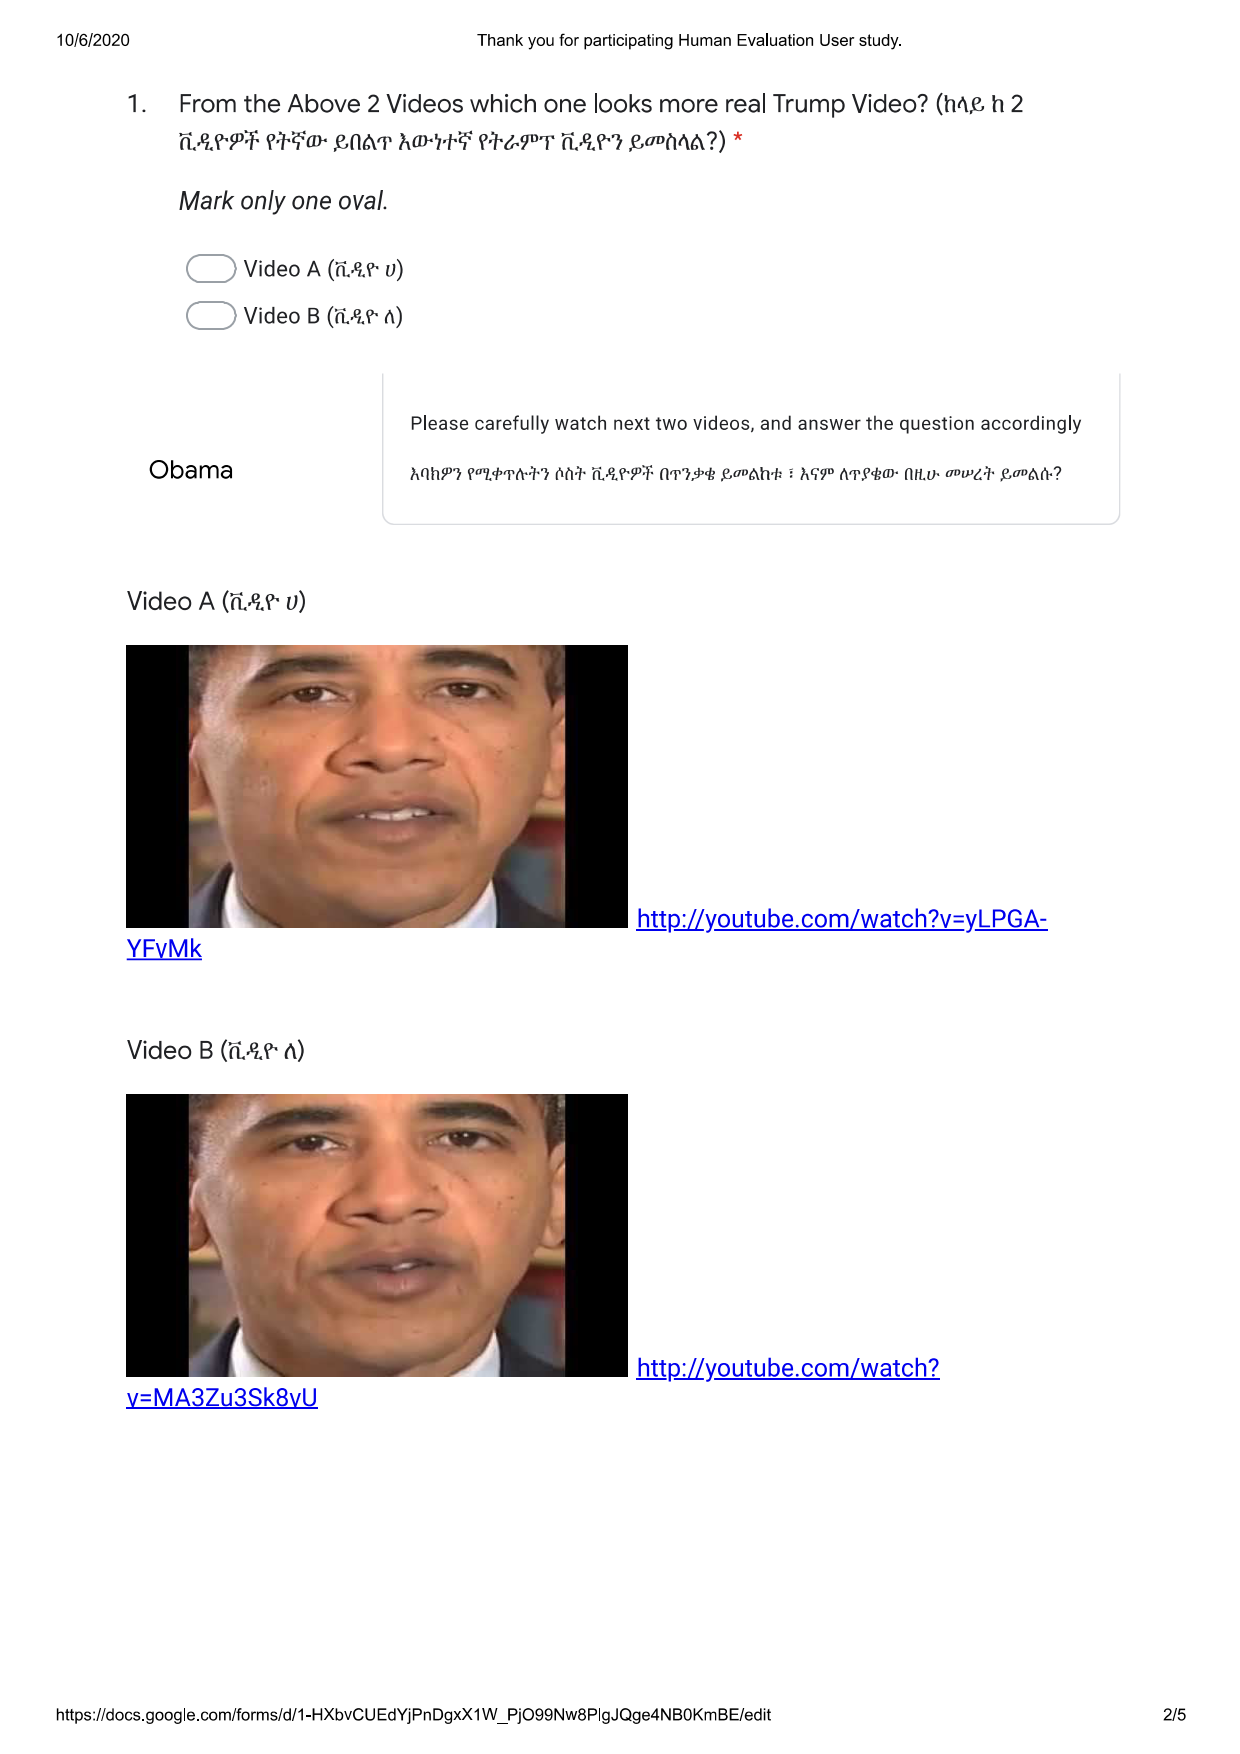 10/6/2020
Thank you for participating Human Evaluation User study.
1. From the Above 2 Videos which one looks more real Trump Video? (ከላይ ከ 2
ቪዲዮዎች የትኛው ይበልጥ እውነተኛ የትራምፕ ቪዲዮን ይመስላል?) *
Mark only one oval.
Video A (ቪዲዮ ሀ)
Video B (ቪዲዮ ለ)
Please carefully watch next two videos, and answer the question accordingly
Obama
እባክዎን የሚቀጥሉትን ሶስት ቪዲዮዎች በጥንቃቄ ይመልከቱ ፣ እናም ለጥያቄው በዚሁ መሠረት ይመልሱ?
Video A (ቪዲዮ ሀ)
http://youtube.com/watch?v=yLPGA-
YFvMk
Video B (ቪዲዮ ለ)
http://youtube.com/watch?
v=MA3Zu3Sk8vU
https://docs.google.com/forms/d/1-HXbvCUEdYjPnDgxX1W_PjO99Nw8PlgJQge4NB0KmBE/edit
2/5